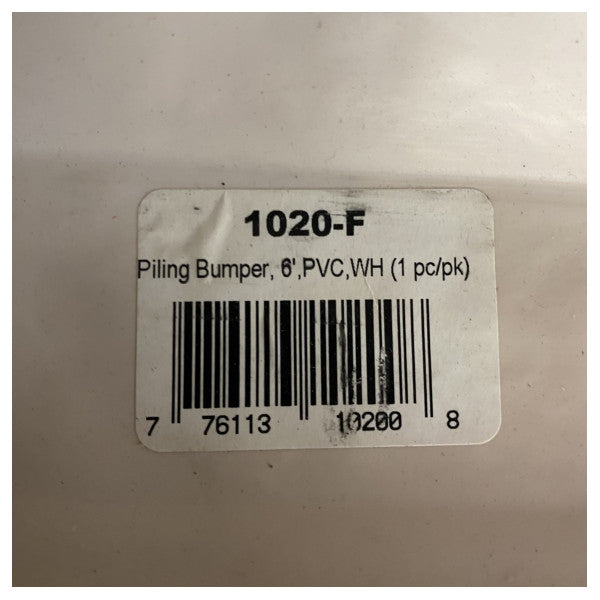 1020-F
Piling Bumper, 6',PVC,WH (1 pc/pk)
7 76113 10200 8